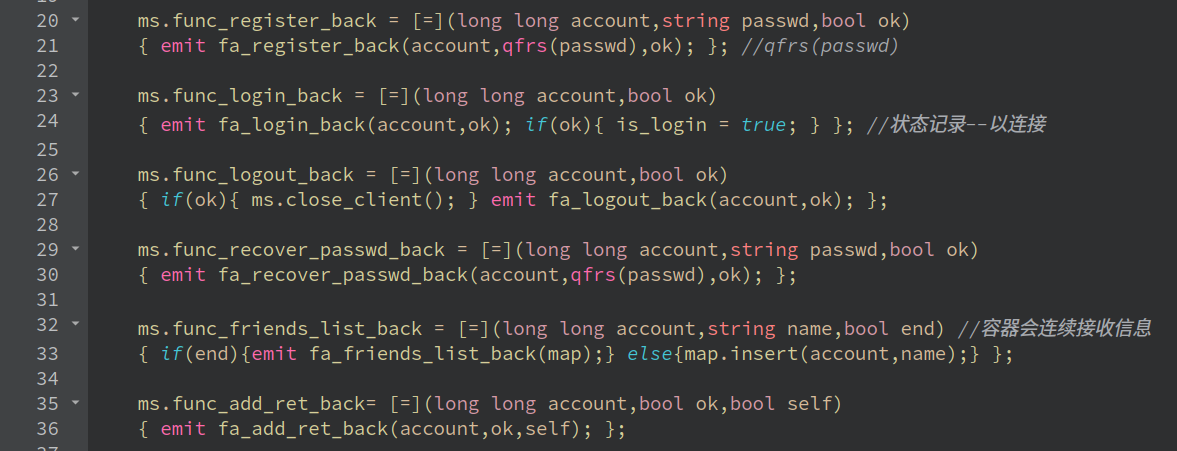 20 ms.func_register_back = [=](long long account,string passwd,bool ok)
21 { emit fa_register_back(account,qfrs(passwd),ok); }; //qfrs(passwd)
22
23 ms.func_login_back = [=](long long account,bool ok)
24 { emit fa_login_back(account,ok); if(ok){ is_login = true; } }; //状态记录--以连接
25
26 ms.func_logout_back = [=](long long account,bool ok)
27 { if(ok){ ms.close_client(); } emit fa_logout_back(account,ok); };
28
29 ms.func_recover_passwd_back = [=](long long account,string passwd,bool ok)
30 { emit fa_recover_passwd_back(account,qfrs(passwd),ok); };
31
32 ms.func_friends_list_back = [=](long long account,string name,bool end) //容器会连续接收信息
33 { if(end){emit fa_friends_list_back(map);} else{map.insert(account,name);} };
34
35 ms.func_add_ret_back= [=](long long account,bool ok,bool self)
36 { emit fa_add_ret_back(account,ok,self); };